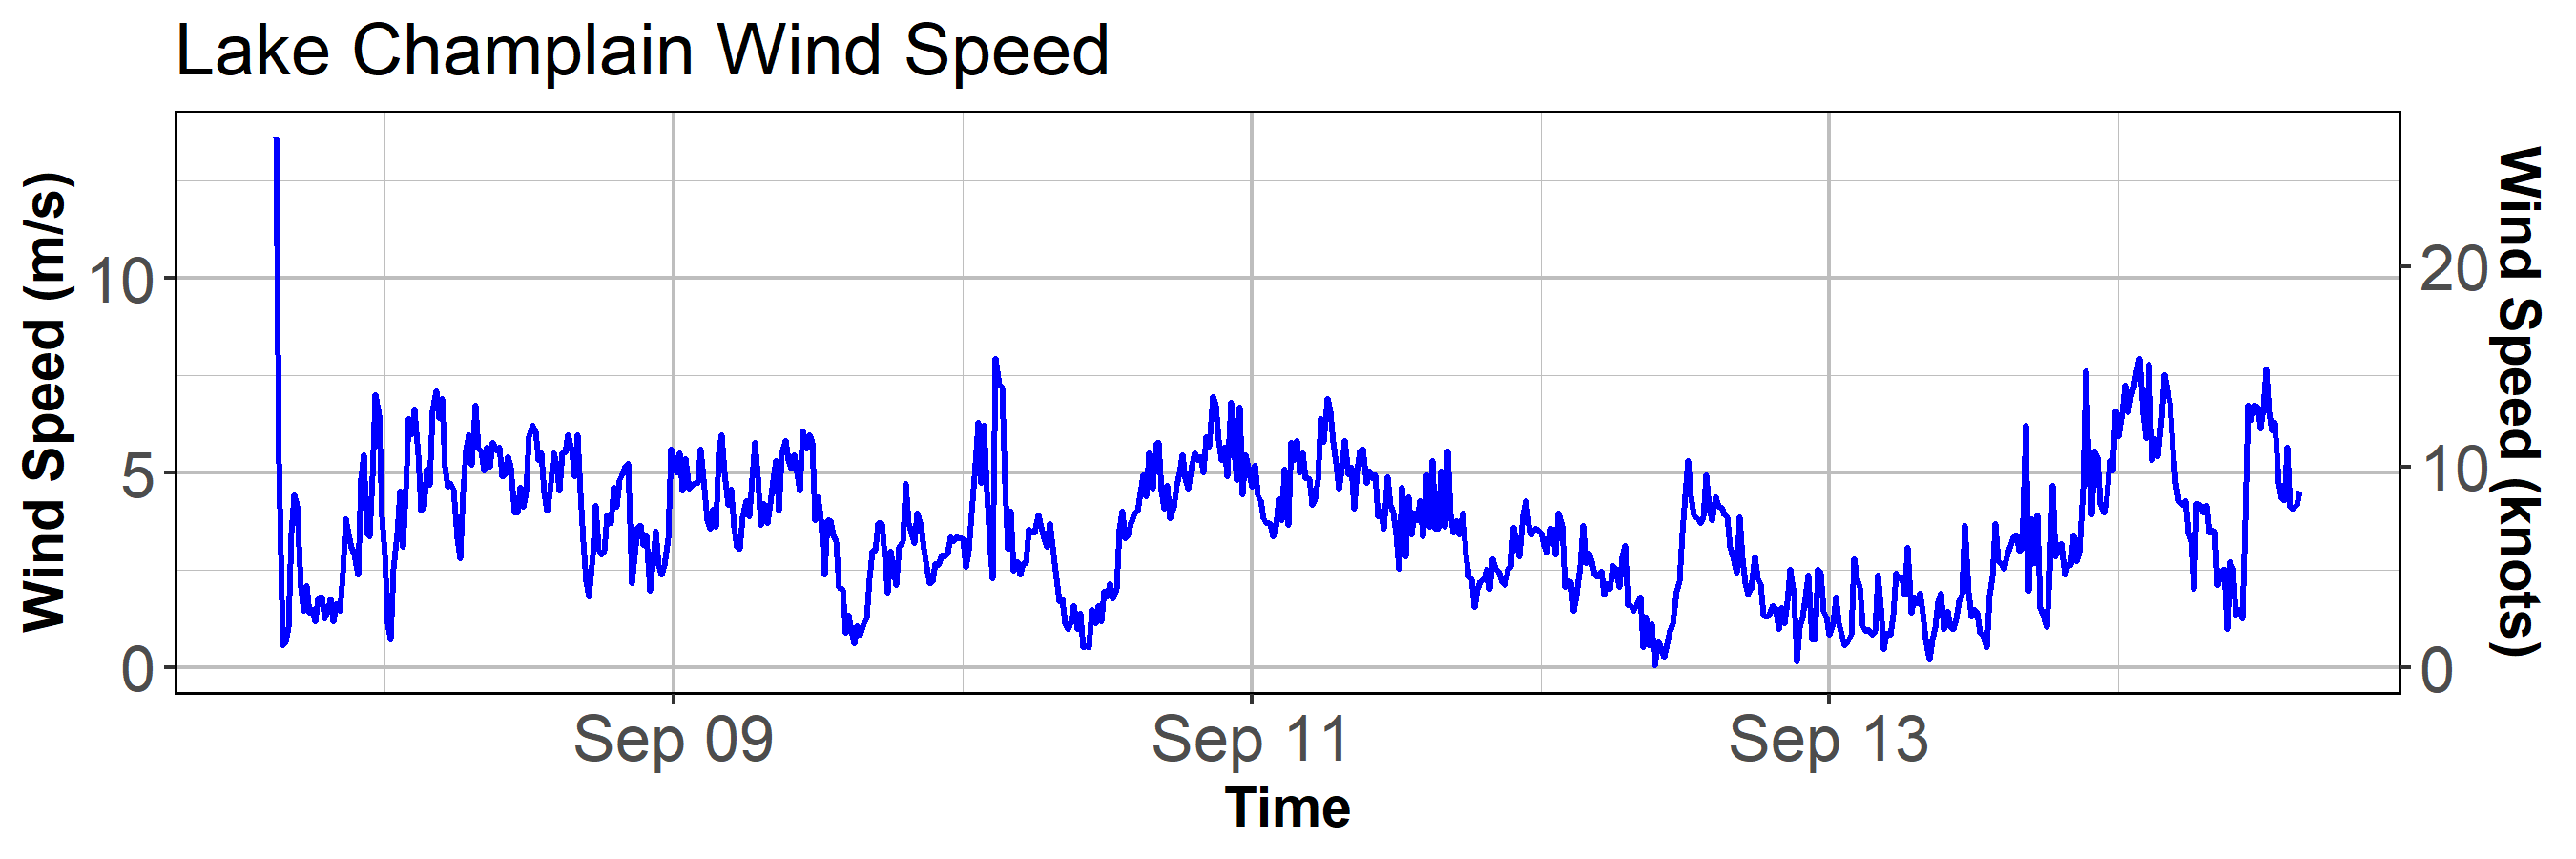 Lake Champlain Wind Speed
Wind Speed (m/s)
10
5
0
20
10
0
Wind Speed (knots)
Sep 09
Sep 11
Sep 13
Time